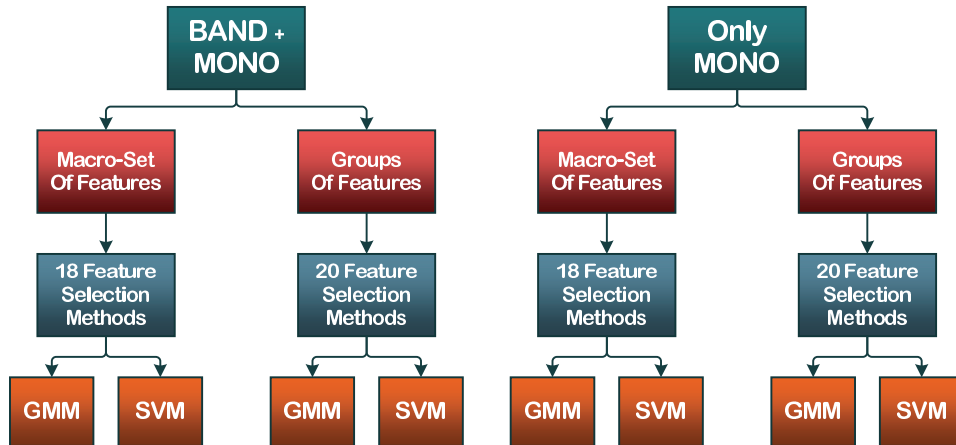 BAND +
MONO
Only
MONO
Macro-Set
Of Features
Groups
Of Features
Macro-Set
Of Features
Groups
Of Features
18 Feature
Selection
Methods
20 Feature
Selection
Methods
18 Feature
Selection
Methods
20 Feature
Selection
Methods
GMM
SVM
GMM
SVM
GMM
SVM
GMM
SVM